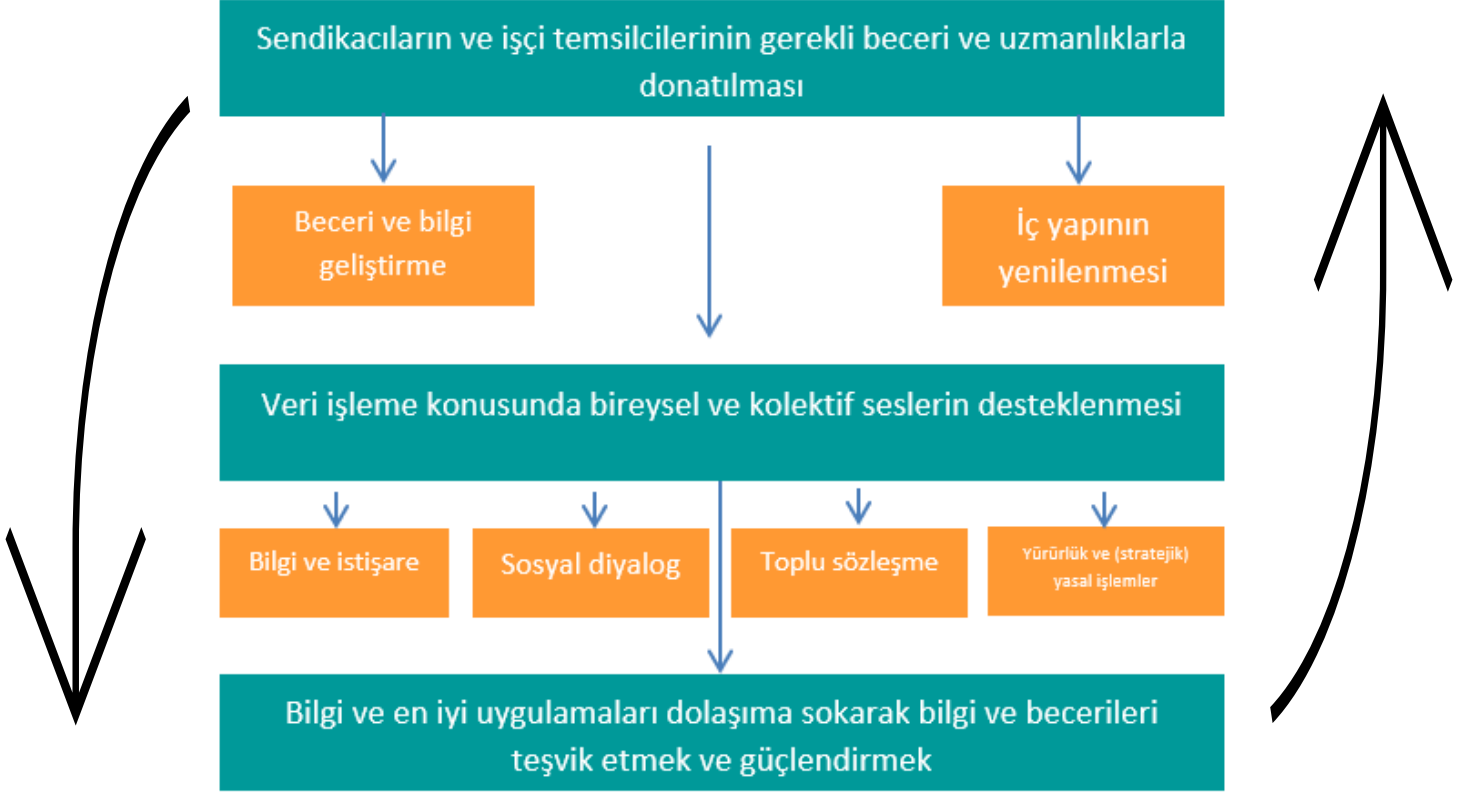 Sendikacıların ve işçi temsilcilerinin gerekli beceri ve uzmanlıklarla
donatılması
Beceri ve bilgi
geliştirme
İç yapının
yenilenmesi
Veri işleme konusunda bireysel ve kolektif seslerin desteklenmesi
Bilgi ve istişare
Sosyal diyalog
Toplu sözleşme
Yürürlük ve (stratejik)
yasal işlemler
Bilgi ve en iyi uygulamaları dolaşıma sokarak bilgi ve becerileri
teşvik etmek ve güçlendirmek